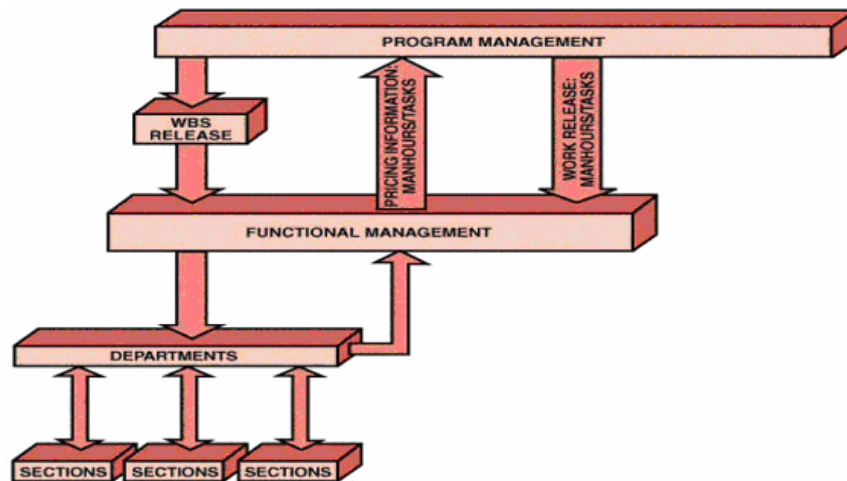 PROGRAM MANAGEMENT
WBS
RELEASE
PRICING INFORMATION:
MANHOURS/TASKS
WORK RELEASE:
MANHOURS/TASKS
FUNCTIONAL MANAGEMENT
DEPARTMENTS
SECTIONS
SECTIONS
SECTIONS